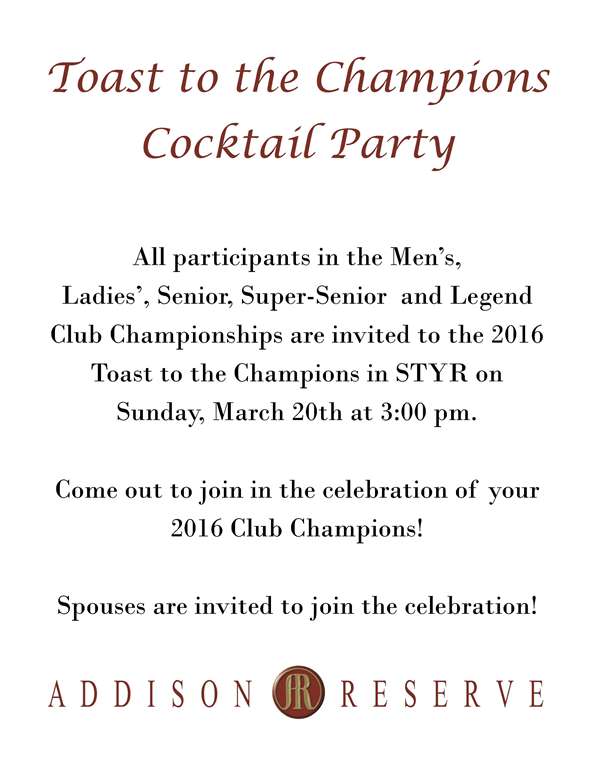 Toast to the Champions
Cocktail Party
All participants in the Men's,
Ladies', Senior, Super-Senior and Legend
Club Championships are invited to the 2016
Toast to the Champions in STYR on
Sunday, March 20th at 3:00 pm.
Come out to join in the celebration of your
2016 Club Champions!
Spouses are invited to join the celebration!
ADDISON AR RESERVE